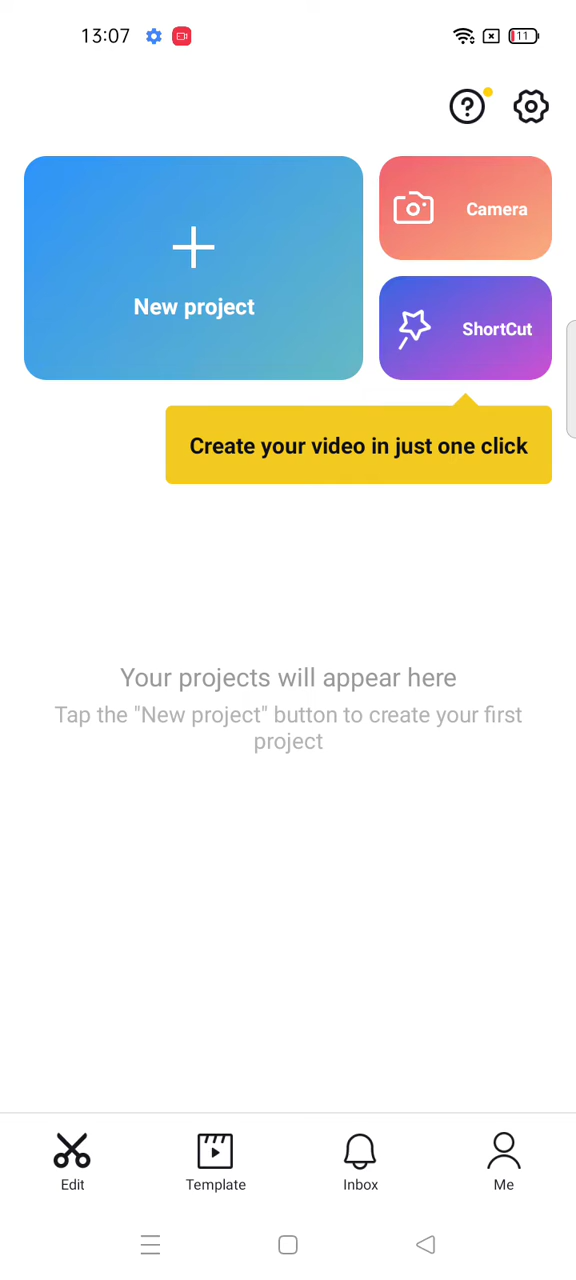 13:07
11
Camera
New project
ShortCut
Create your video in just one click
Your projects will appear here
Tap the "New project" button to create your first
project
Edit
Template
Inbox
Me